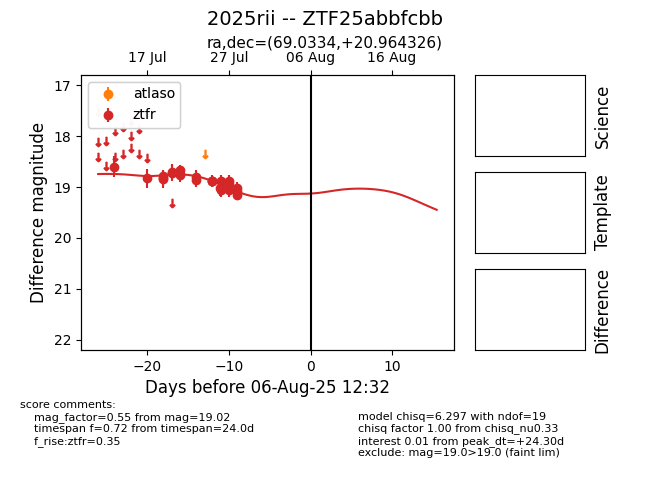 2025rii -- ZTF25abbfcbb
ra,dec=(69.0334,+20.964326)
17 Jul
27 Jul
06 Aug
16 Aug
17
18
19
20
21
22
Difference magnitude
atlaso
ztfr
−20
−10
0
10
Days before 06-Aug-25 12:32
Science
Template
Difference
score comments:
mag_factor=0.55 from mag=19.02
timespan f=0.72 from timespan=24.0d
f_rise:ztfr=0.35
model chisq=6.297 with ndof=19
chisq factor 1.00 from chisq_nu0.33
interest 0.01 from peak_dt=+24.30d
exclude: mag=19.0>19.0 (faint lim)